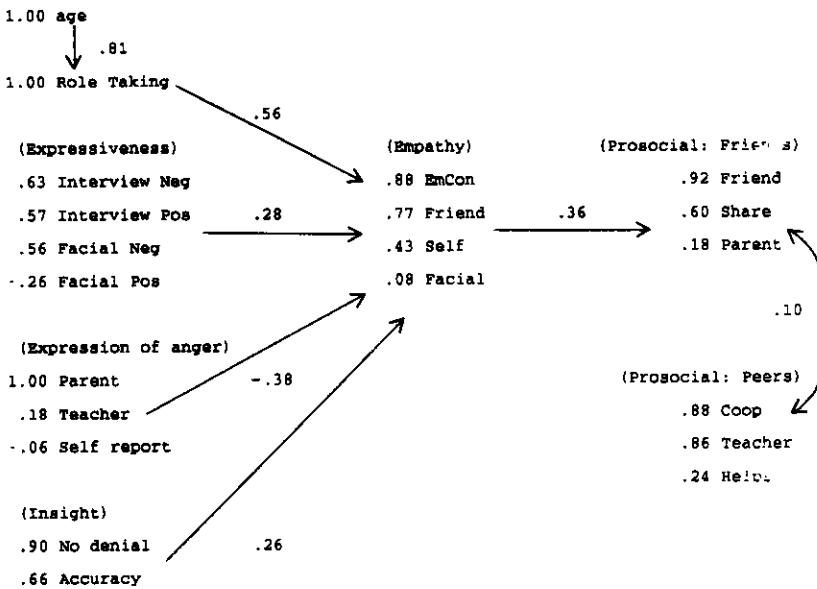 1.00 age
.81
1.00 Role Taking
.56
(Expressiveness) (Empathy) (Prosocial: s)
.63 Interview Neg .88 EmCon .92 Friend
.57 Interview Pos .28 .77 Friend .36 .60 Share
.56 Facial Neg .43 Self .18 Parent
-.26 Facial Pos .08 Facial
.10
(Expression of anger)
1.00 Parent -.38 (Prosocial: Peers)
.18 Teacher .88 Coop
-.06 Self report .86 Teacher
.24
(Insight)
.90 No denial .26
.66 Accuracy